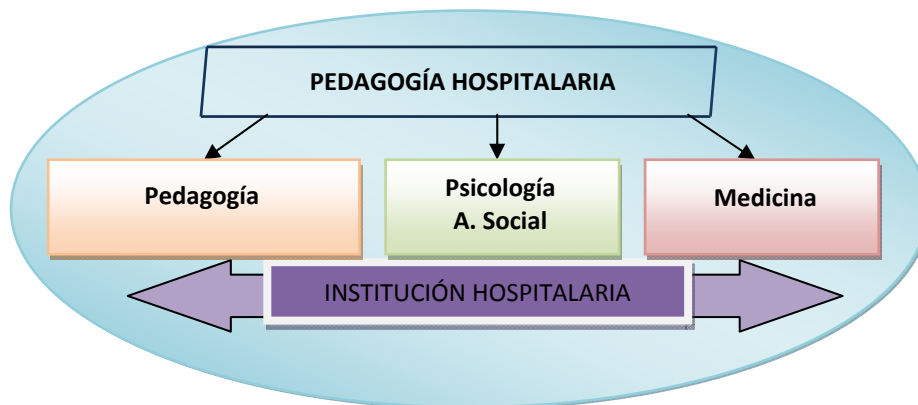 PEDAGOGÍA HOSPITALARIA
Pedagogía
Psicología
A. Social
Medicina
INSTITUCIÓN HOSPITALARIA